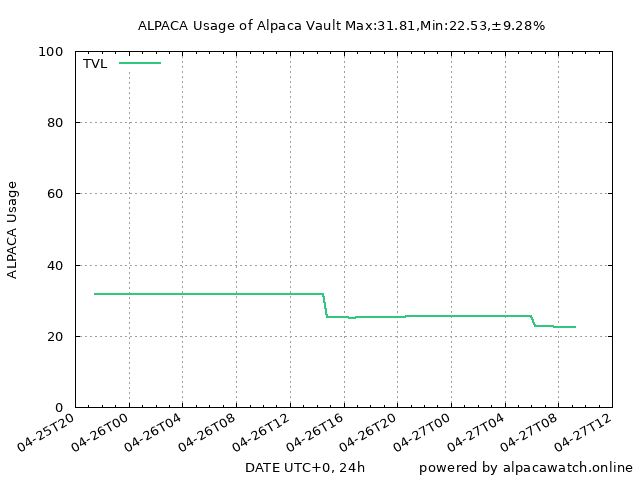 ALPACA Usage of Alpaca Vault Max:31.81,Min:22.53,±9.28%
TVL
ALPACA Usage
100
80
60
40
20
0
04-25T20
04-26T00
04-26T04
04-26T08
04-26T12
04-26T16
04-26T20
04-27T00
04-27T04
04-27T08
04-27T12
DATE UTC+0, 24h
powered by alpacawatch.online